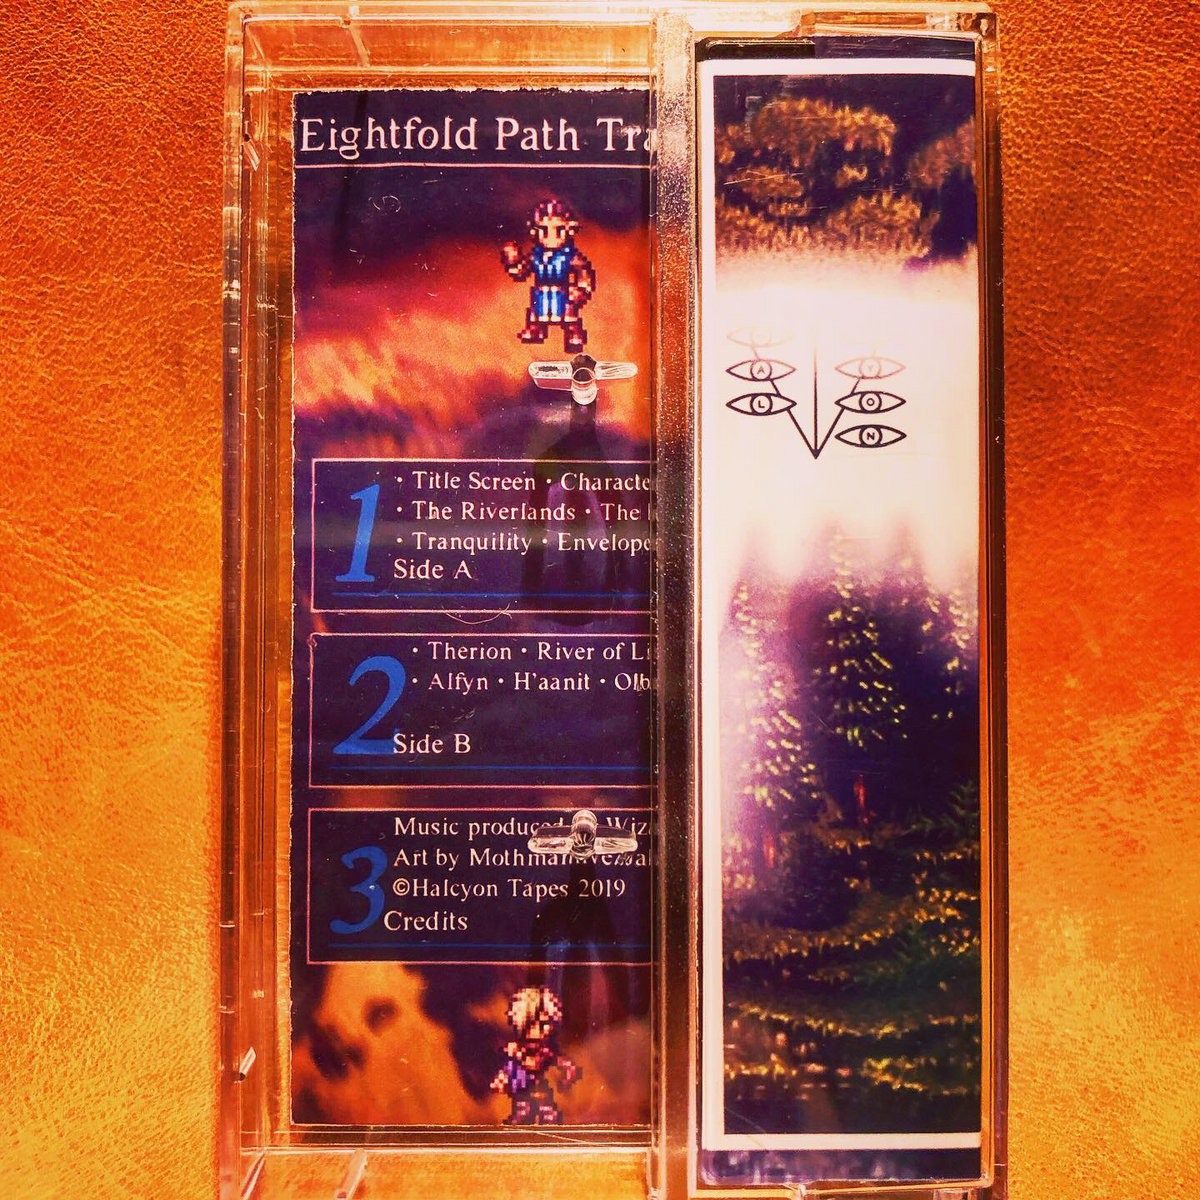 Eightfold Path Tra
• Title Screen • Characte
• The Riverlands • The
• Tranquility • Envelope
1
Side A
• Therion • River of Li
• Alfyn • H'aanit • Olb
2
Side B
Music produced Wiz
Art by
©Halcyon Tapes 2019
3
Credits
A Y
L O
N